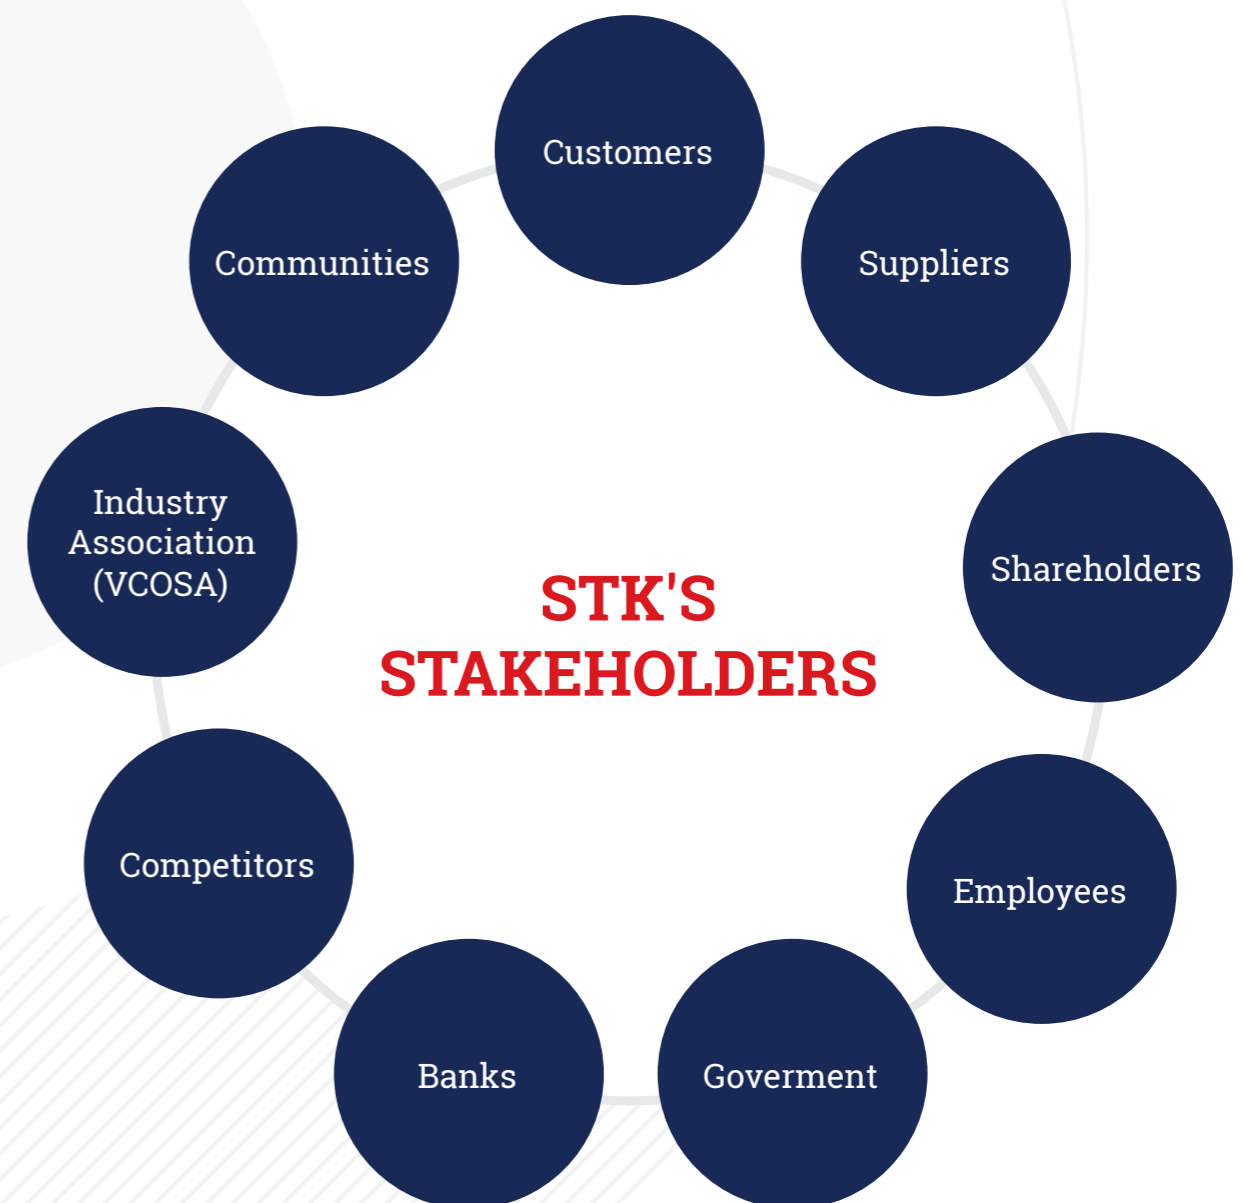 Customers
Suppliers
Shareholders
Employees
Goverment
Banks
Competitors
Industry
Association
(VCOSA)
Communities
STK'S
STAKEHOLDERS